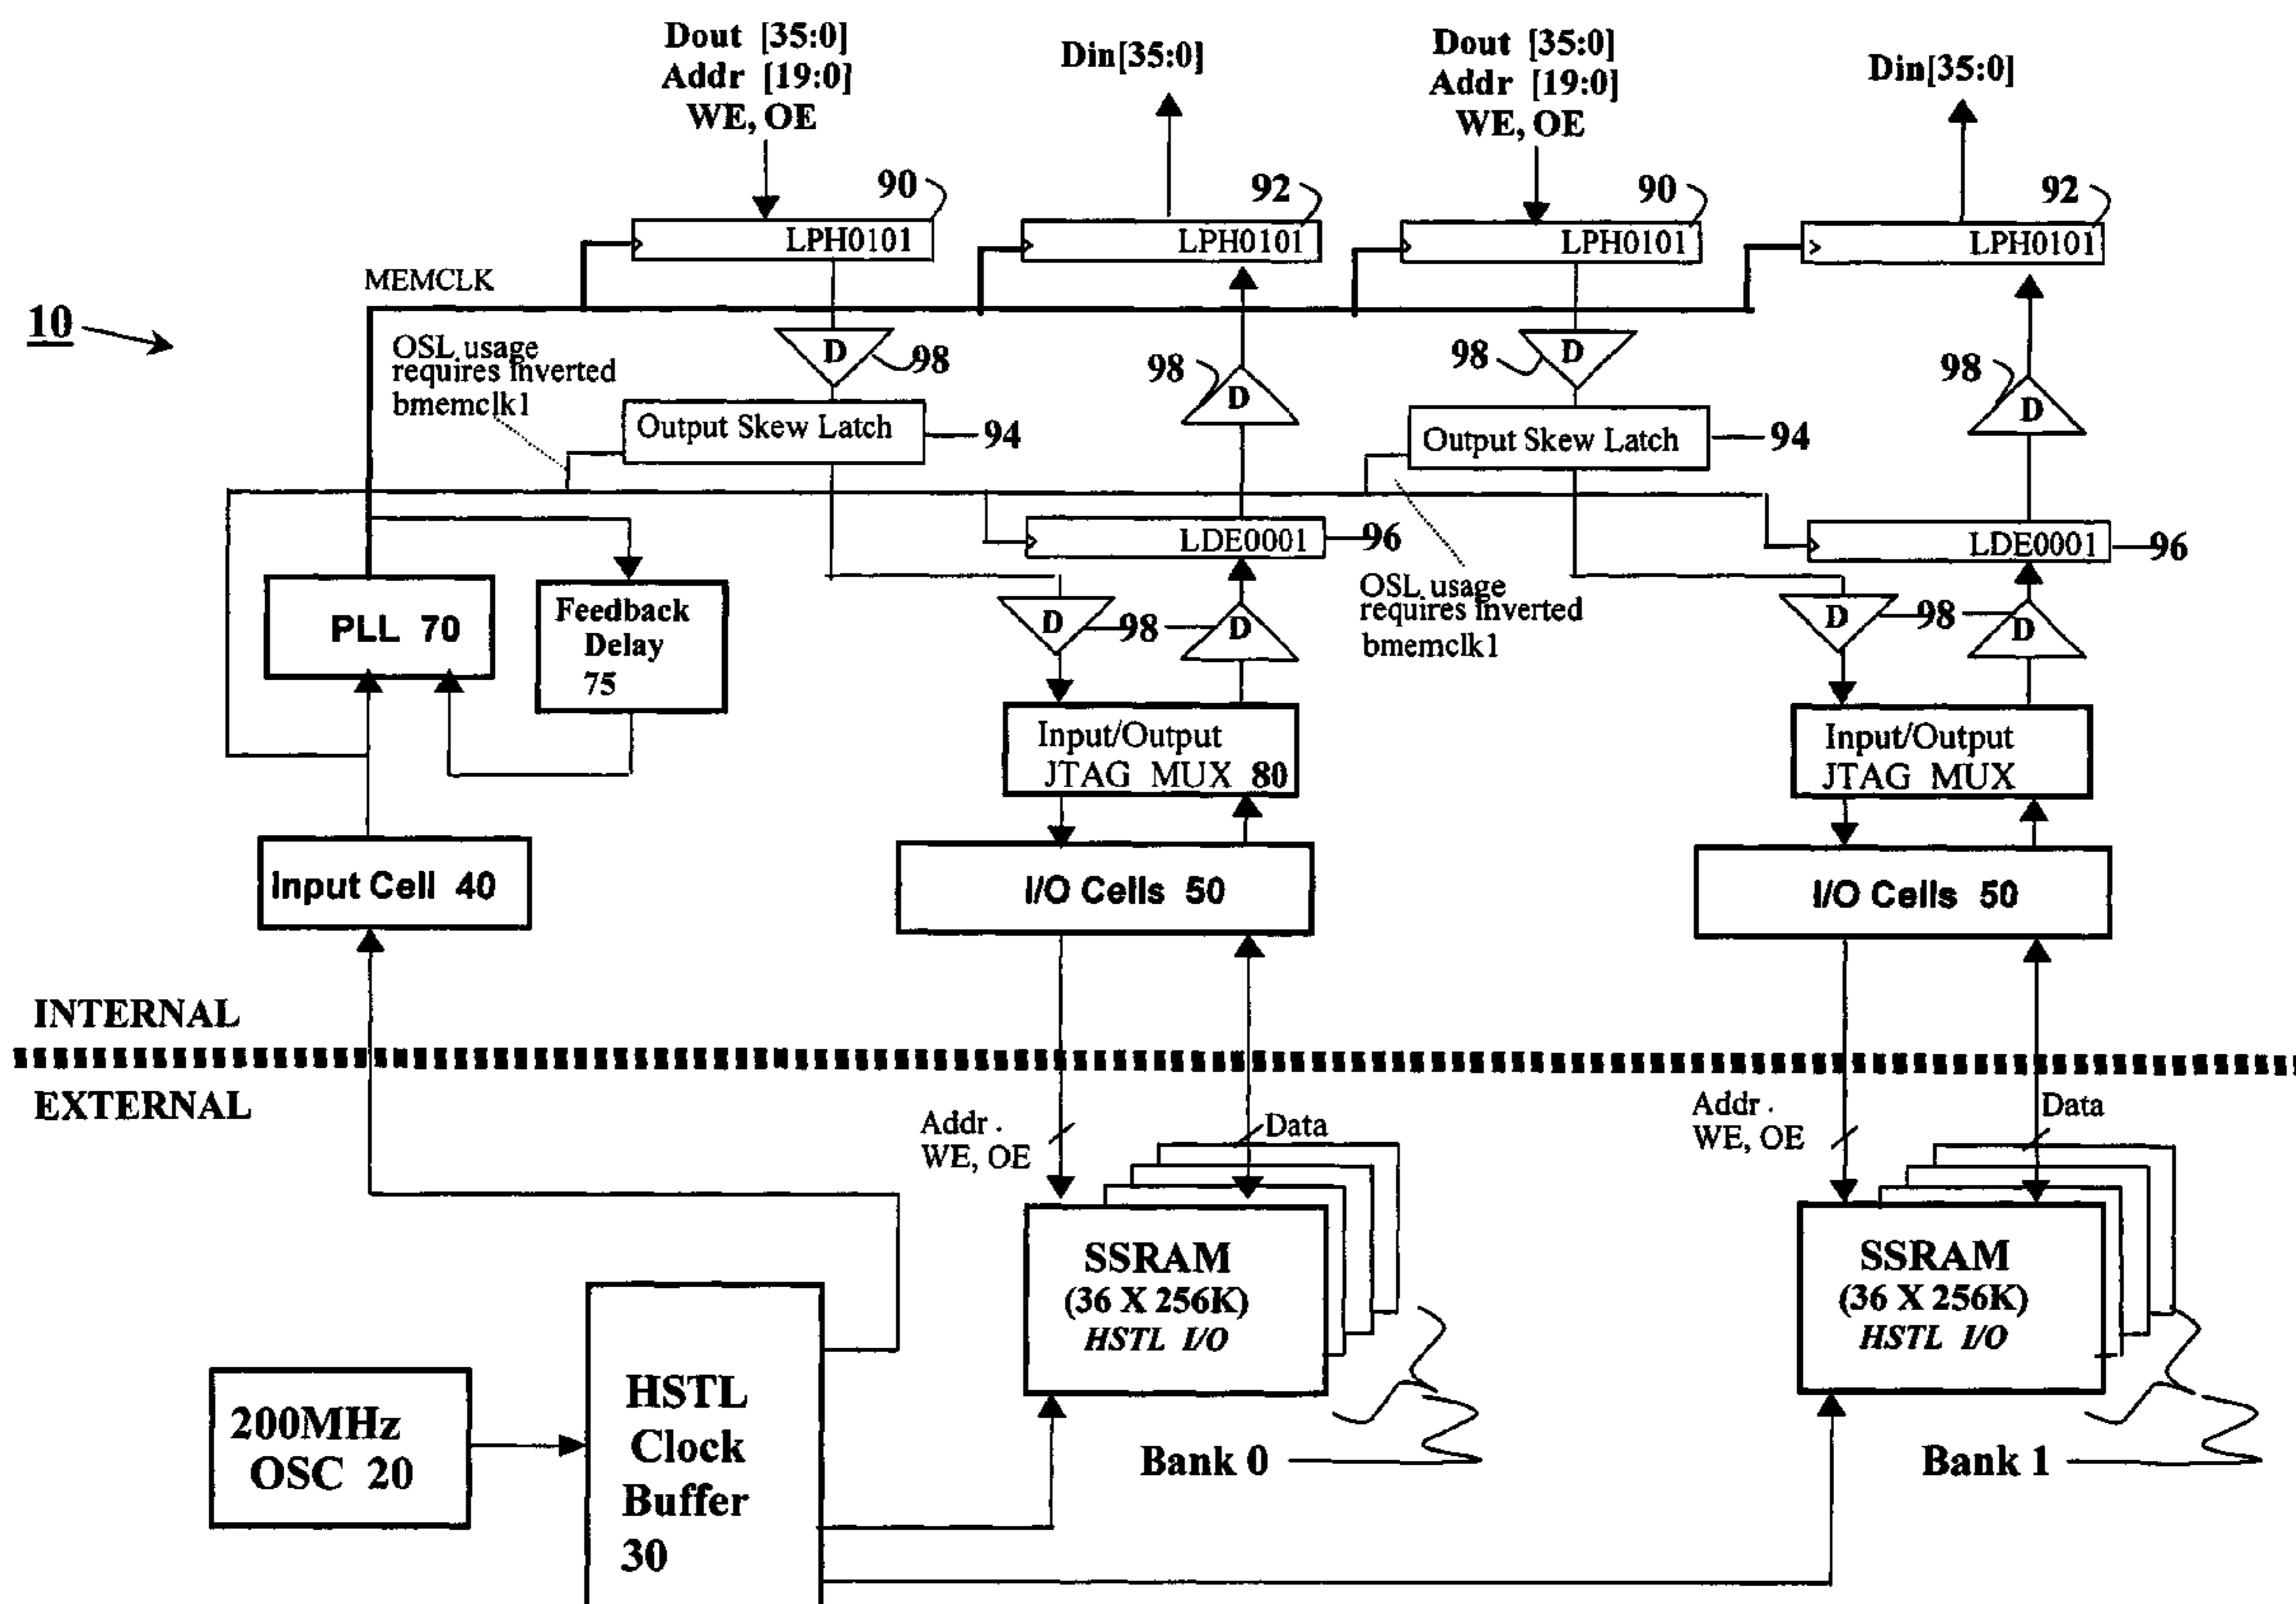 Dout [35:0]
Addr [19:0]
WE, OE
Din[35:0]
Dout [35:0]
Addr [19:0]
WE, OE
Din[35:0]
90
92
90
92
LPH0101
LPH0101
LPH0101
LPH0101
MEMCLK
10
OSL usage
requires inverted
bmemclk1
D
98
98
D
98
D
98
D
Output Skew Latch
94
Output Skew Latch
94
LDE0001
96
LDE0001
96
OSL usage
requires inverted
bmemclk1
PLL 70
Feedback
Delay
75
D
98
D
D
98
D
Input/Output
JTAG MUX 80
Input/Output
JTAG MUX
Input Cell 40
I/O Cells 50
I/O Cells 50
INTERNAL
EXTERNAL
Addr .
WE, OE
Data
Addr .
WE, OE
Data
SSRAM
(36 X 256K)
HSTL I/O
SSRAM
(36 X 256K)
HSTL I/O
200MHz
OSC 20
HSTL
Clock
Buffer
30
Bank 0
Bank 1